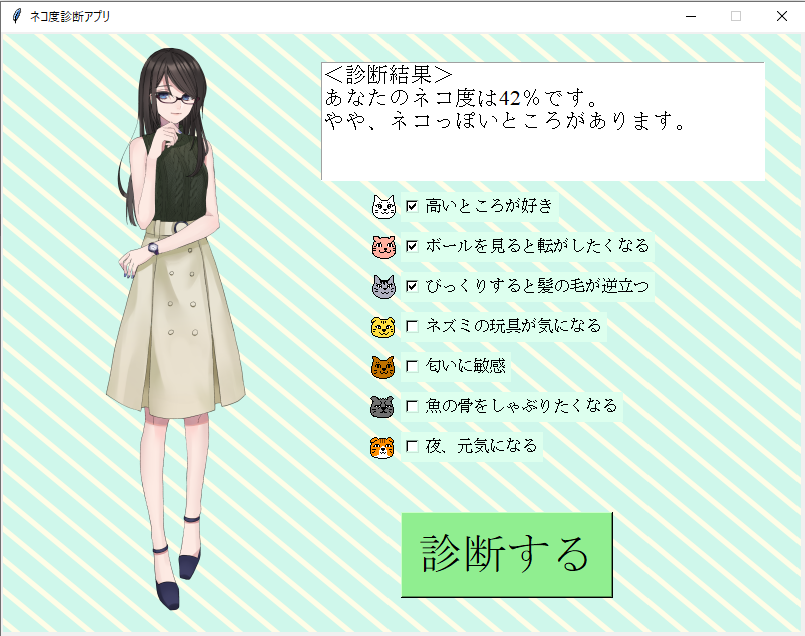 ネコ度診断アプリ
＜診断結果＞
あなたのネコ度は42％です。
やや、ネコっぽいところがあります。
高いところが好き
ボールを見ると転がしたくなる
びっくりすると髪の毛が逆立つ
ネズミの玩具が気になる
匂いに敏感
魚の骨をしゃぶりたくなる
夜、元気になる
診断する